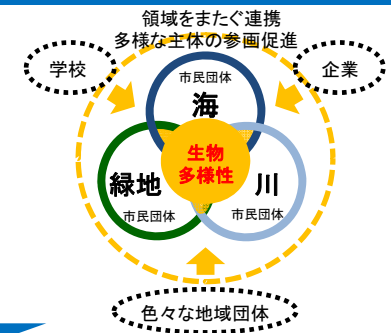 領域をまたぐ連携
多様な主体の参画促進
学校
企業
市民団体
海
生物
多様性
緑地
川
市民団体
市民団体
色々な地域団体